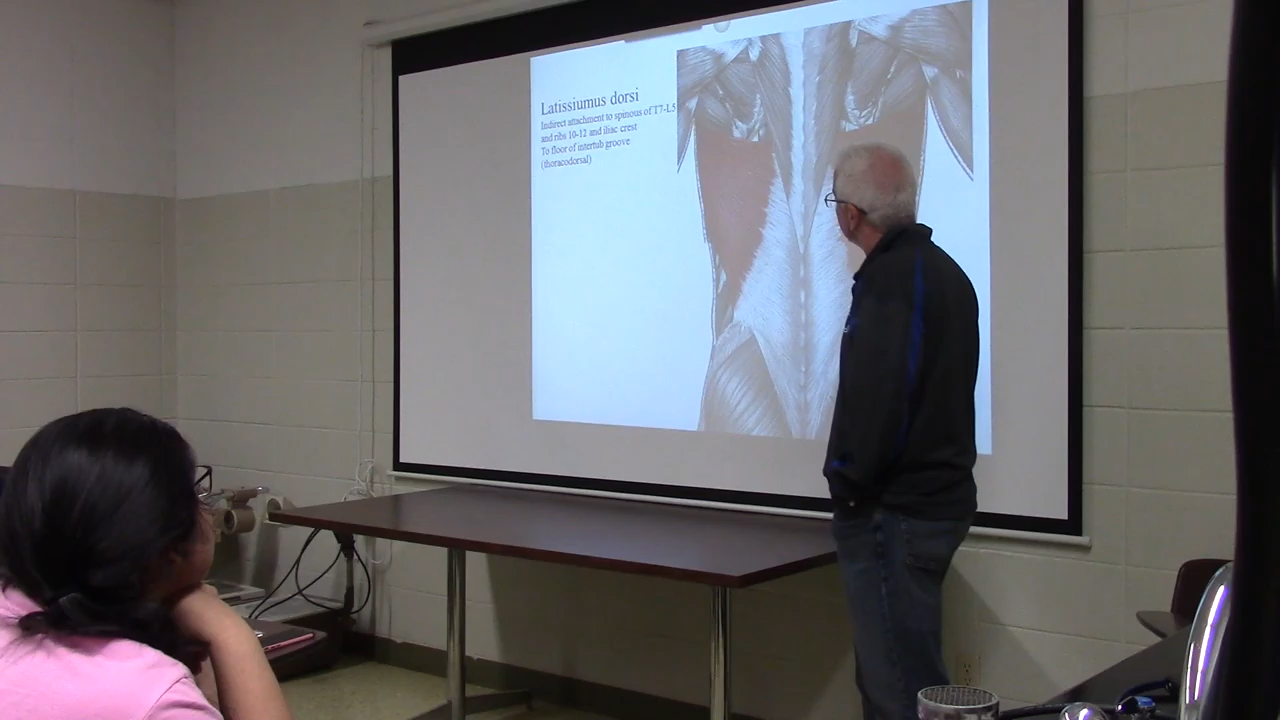 Latissiumus dorsi
Indirect attachment to spinous of T7-L5
and ribs 10-12 and iliac crest
To floor of intertub groove
(thoracodorsal)